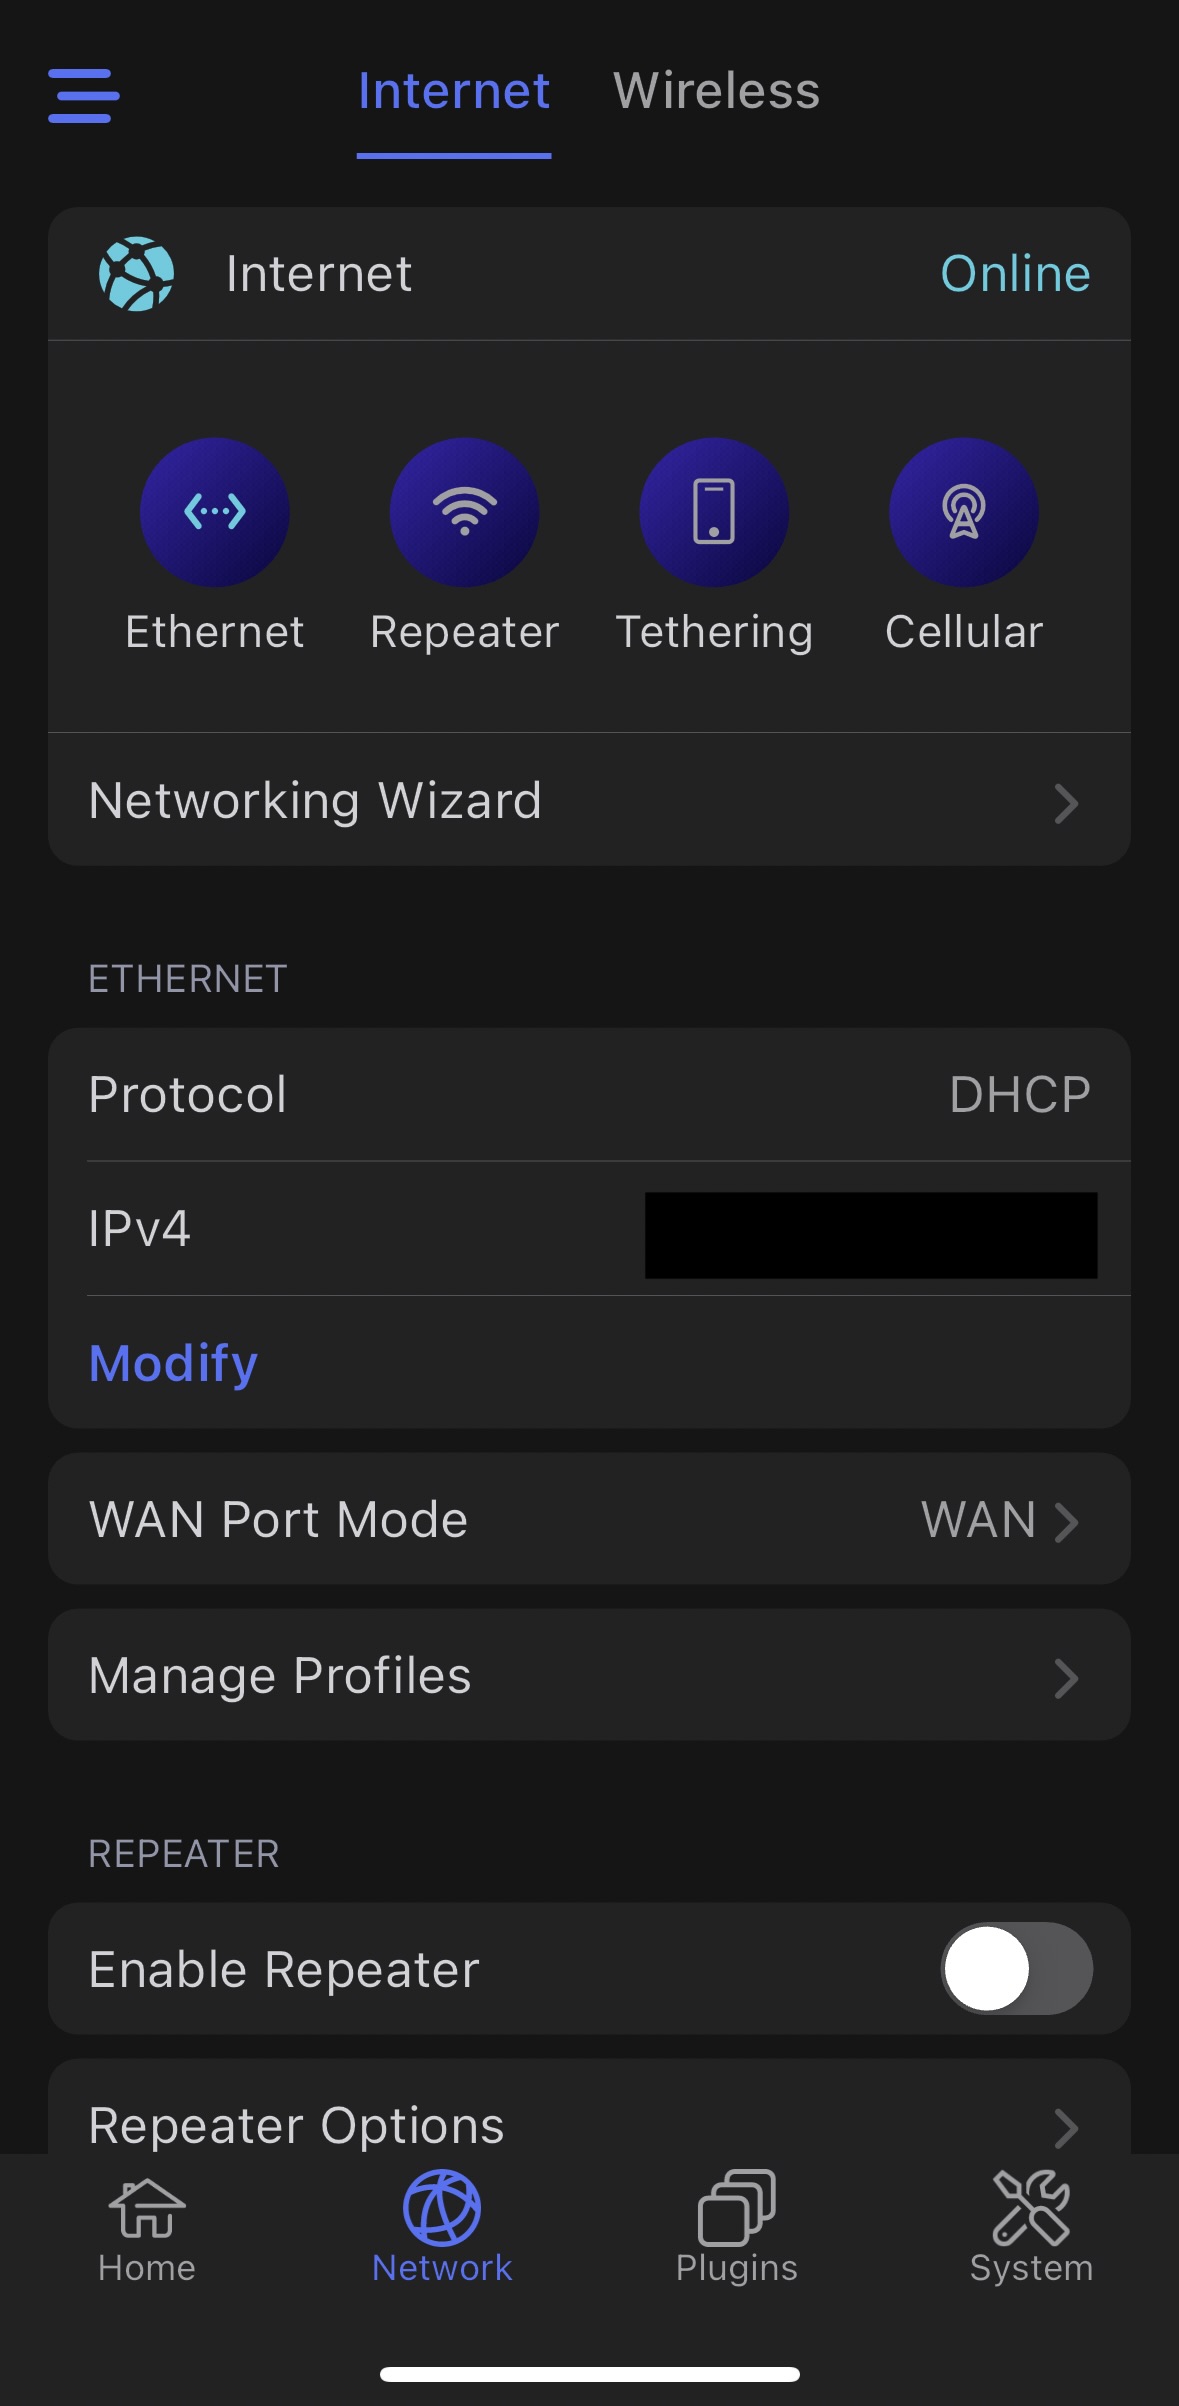 Internet Wireless
Internet Online
Ethernet Repeater Tethering Cellular
Networking Wizard
ETHERNET
Protocol DHCP
IPv4
Modify
WAN Port Mode WAN
Manage Profiles
REPEATER
Enable Repeater
Repeater Options
Home Network Plugins System